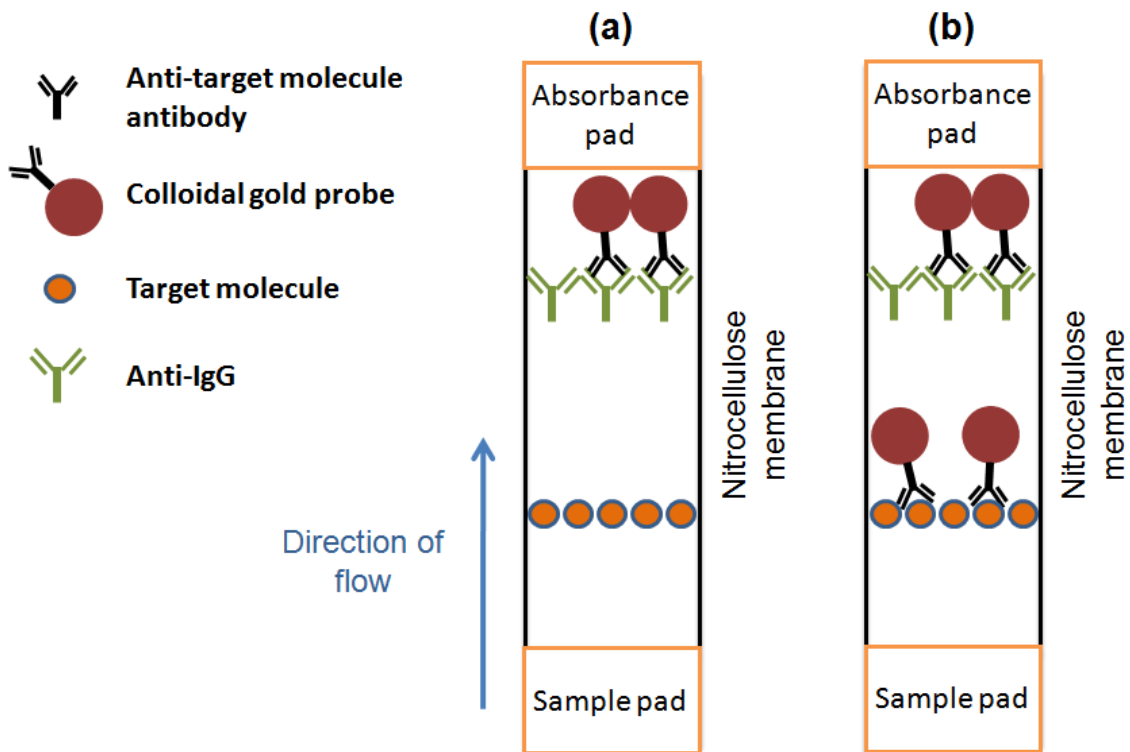 (a)
(b)
Anti-target molecule
antibody
Colloidal gold probe
Target molecule
Anti-IgG
Direction of
flow
Absorbance
pad
Nitrocellulose
membrane
Sample pad
Absorbance
pad
Nitrocellulose
membrane
Sample pad